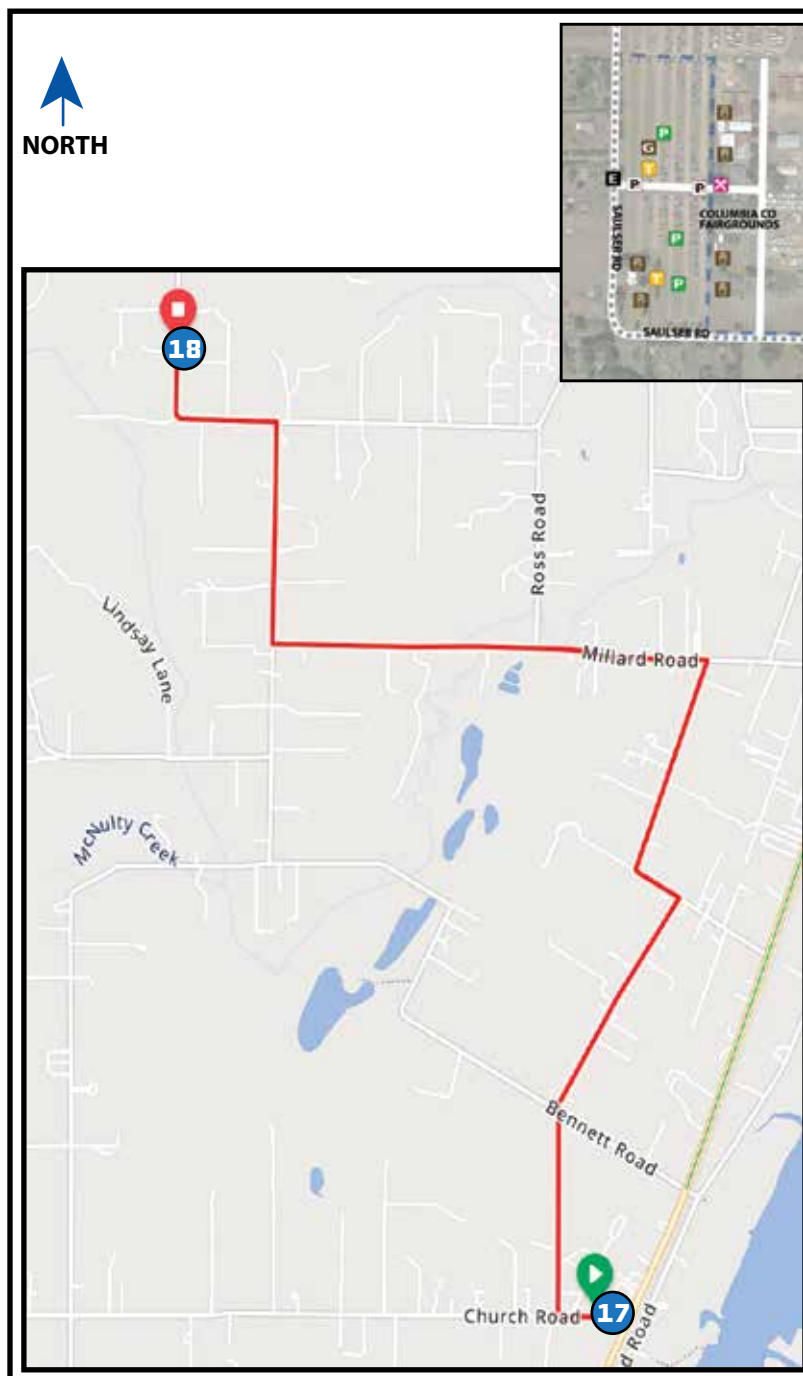 NORTH
P
G
T
E
P
P
COLUMBIA CO
FAIRGROUNDS
SAULSER RD
P
T
P
SAULSER RD
18
Ross Road
Lindsay Lane
Millard Road
McNulty Creek
Bennett Road
Church Road
17
d Road